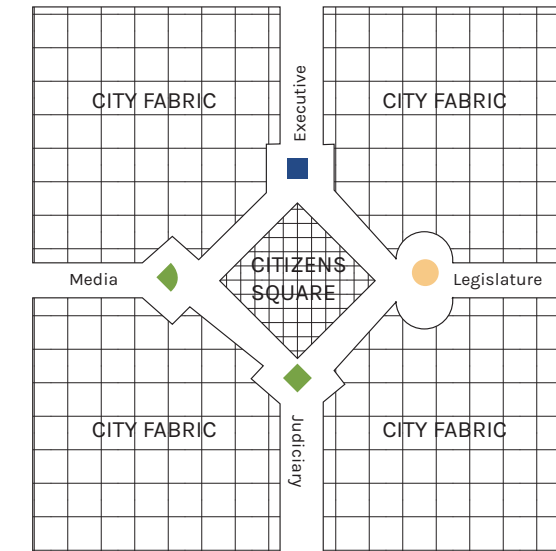 Executive
CITY FABRIC
CITY FABRIC
CITIZENS
SQUARE
Media
Legislature
CITY FABRIC
CITY FABRIC
Judiciary